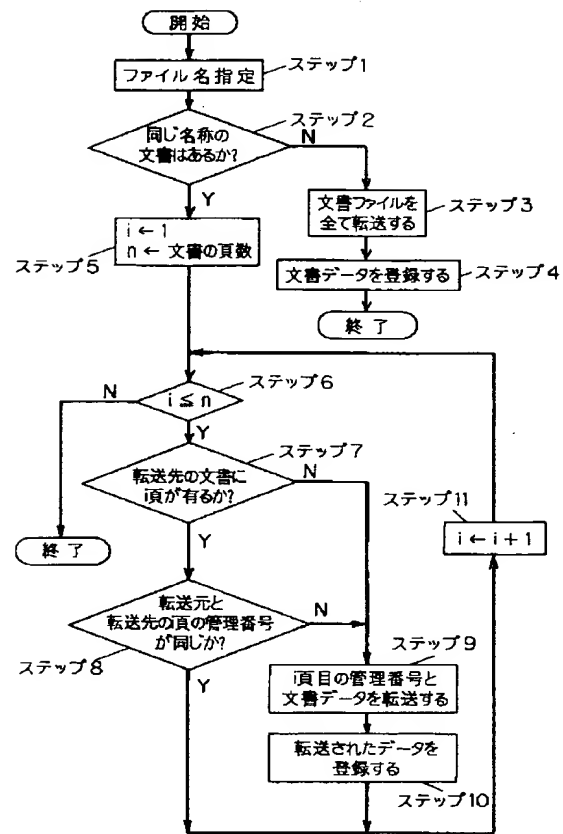 開始
ステップ1
ファイル名指定
ステップ2
同じ名称の
文書はあるか?
N
Y
文書ファイルを
全て転送する
ステップ3
i←1
n←文書の頁数
ステップ5
文書データを登録する
ステップ4
終了
ステップ6
N
i≦n
Y
ステップ7
転送先の文書に
i頁が有るか?
N
Y
ステップ11
i←i+1
終了
転送元と
転送先の頁の管理番号
が同じか?
N
ステップ8
Y
ステップ9
i頁目の管理番号と
文書データを転送する
転送されたデータを
登録する
ステップ10